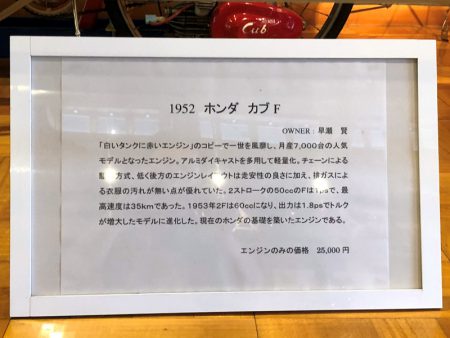 Cub
1952 ホンダ カブF
OWNER：早瀬 賢
「白いタンクに赤いエンジン」のコピーで一世を風靡し、月産7,000台の人気
モデルとなったエンジン。アルミダイキャストを多用して軽量化。チェーンによる
方式、低く後方のエンジンレイアウトは走安性の良さに加え、排ガスによ
る衣服の汚れが無い点が優れていた。2ストロークの50ccのFは1psで、最
高速度は35kmであった。1953年2Fは60ccになり、出力は1.8psでトルク
が増大したモデルに進化した。現在のホンダの基礎を築いたエンジンである。
エンジンのみの価格 25,000円